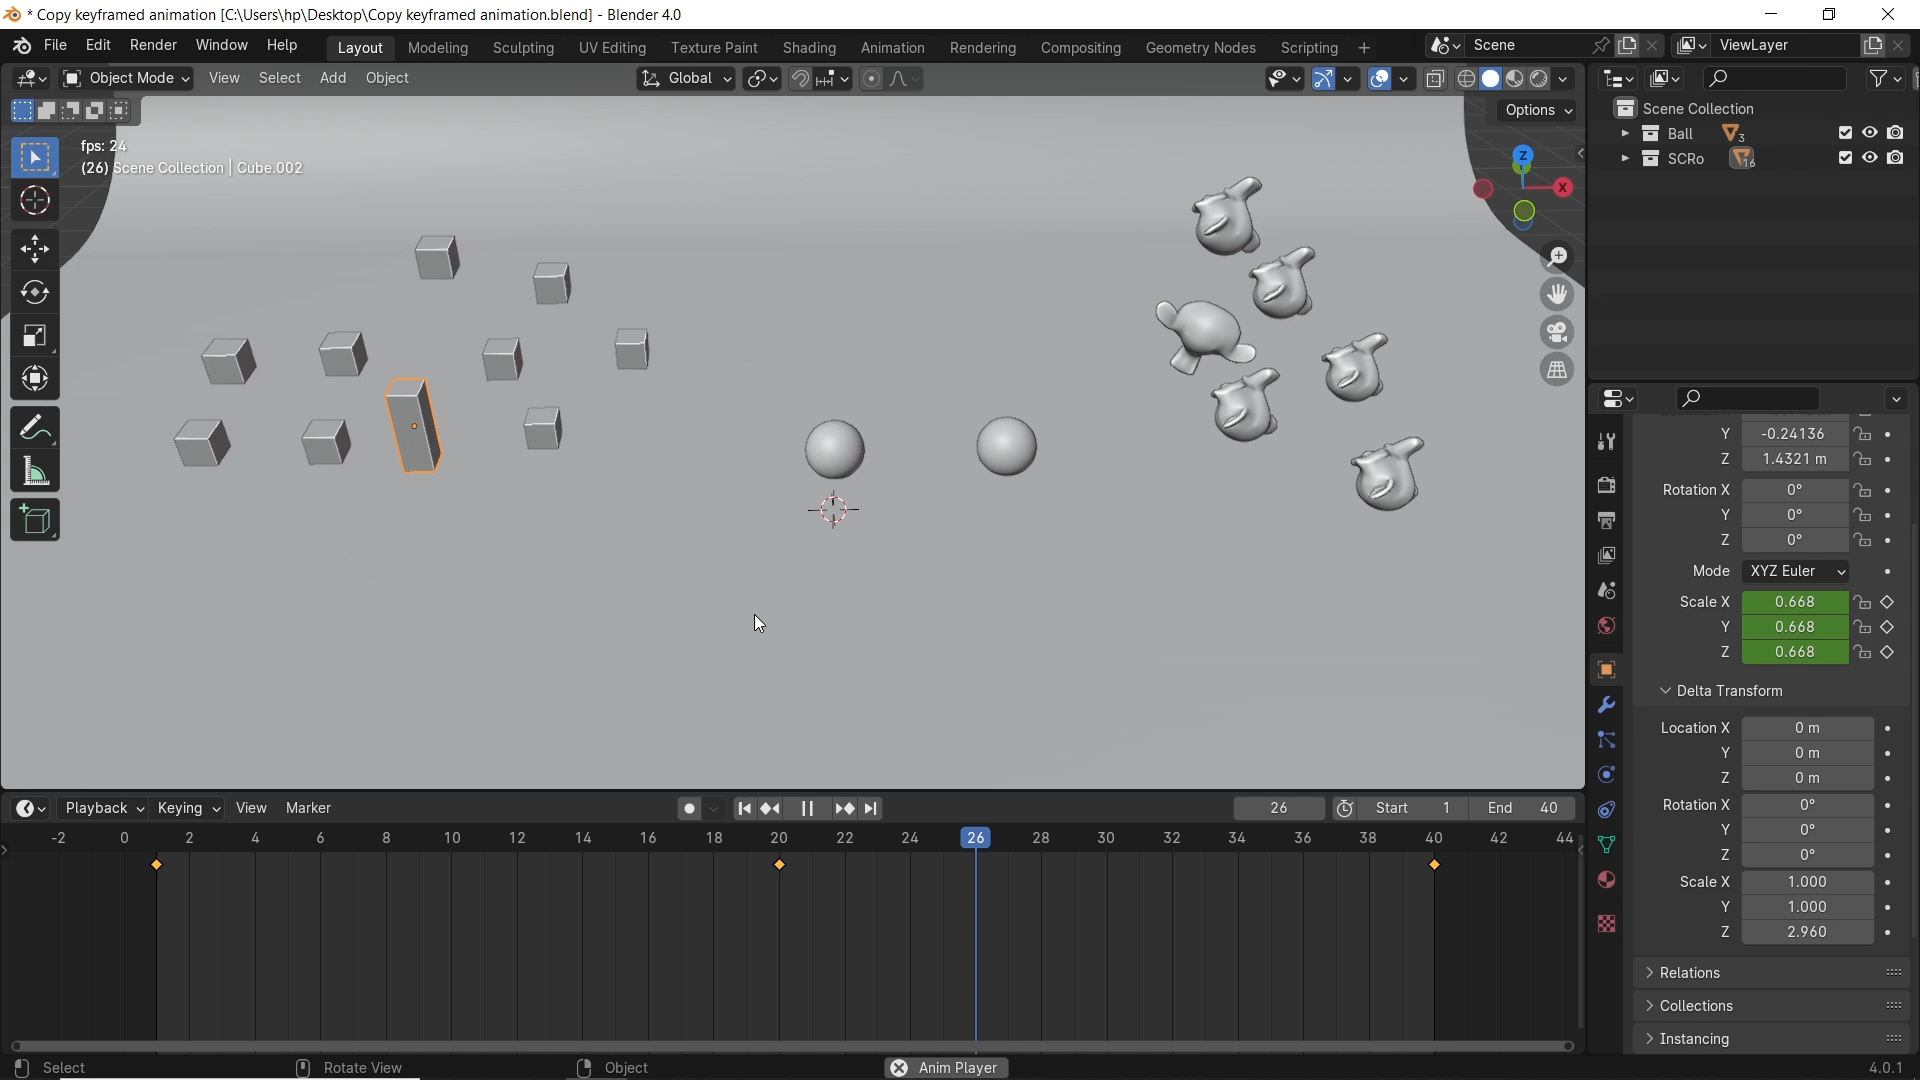 * Copy keyframed animation [C:\Users\hp\Desktop\Copy keyframed animation.blend] - Blender 4.0
File Edit Render Window Help Layout Modeling Sculpting UV Editing Texture Paint Shading Animation Rendering Compositing Geometry Nodes Scripting + Scene ViewLayer
Object Mode View Select Add Object Global
Options
fps: 24
(26) Scene Collection | Cube.002
Z
X
Scene Collection
Ball 3
SCRo 16
Y -0.24136
Z 1.4321 m
Rotation X 0°
Y 0°
Z 0°
Mode XYZ Euler
Scale X 0.668
Y 0.668
Z 0.668
Delta Transform
Location X 0 m
Y 0 m
Z 0 m
Rotation X 0°
Y 0°
Z 0°
Scale X 1.000
Y 1.000
Z 2.960
Relations
Collections
Instancing
Playback Keying View Marker 26 Start 1 End 40
-2 0 2 4 6 8 10 12 14 16 18 20 22 24 26 28 30 32 34 36 38 40 42 44
Select Rotate View Object Anim Player 4.0.1